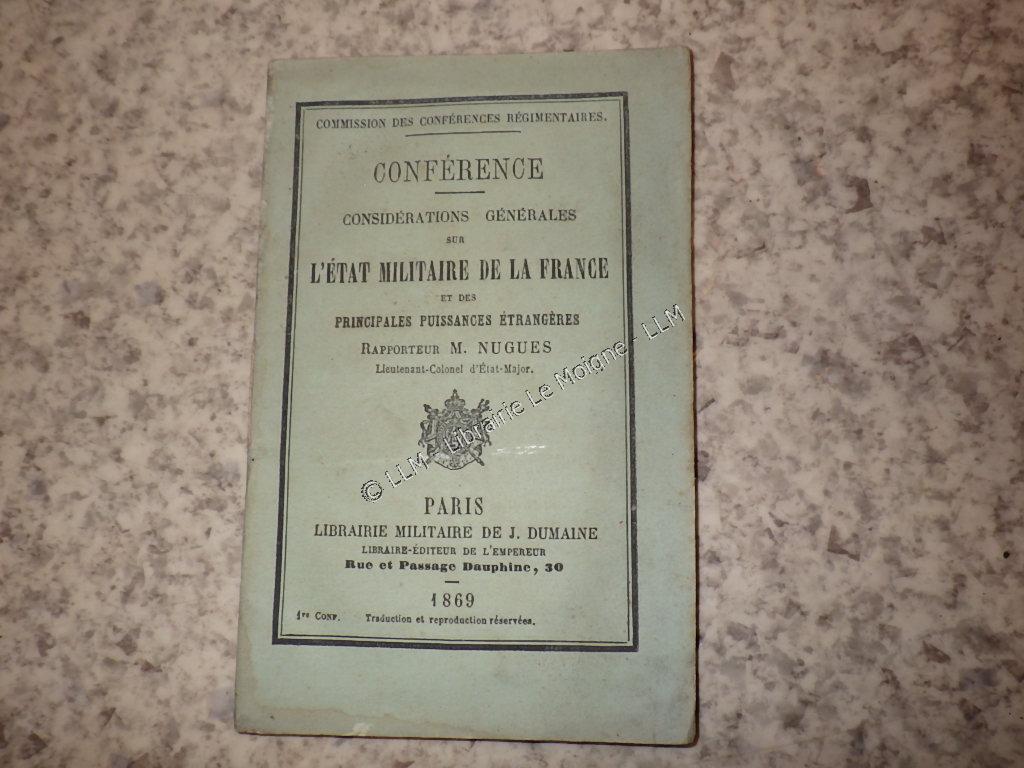 COMMISSION DES CONFÉRENCES RÉGIMENTAIRES.
CONFÉRENCE
CONSIDÉRATIONS GÉNÉRALES
SUR
L'ÉTAT MILITAIRE DE LA FRANCE
ET DES
PRINCIPALES PUISSANCES ÉTRANGÈRES
RAPPORTEUR M. NUGUES
Lieutenant-Colonel d'État-Major.
© LLM - Librairie Le Moigne - LLM
PARIS
LIBRAIRIE MILITAIRE DE J. DUMAINE
LIBRAIRE-ÉDITEUR DE L'EMPEREUR
Rue et Passage Dauphine, 30
1869
1re CONF. Traduction et reproduction réservées.